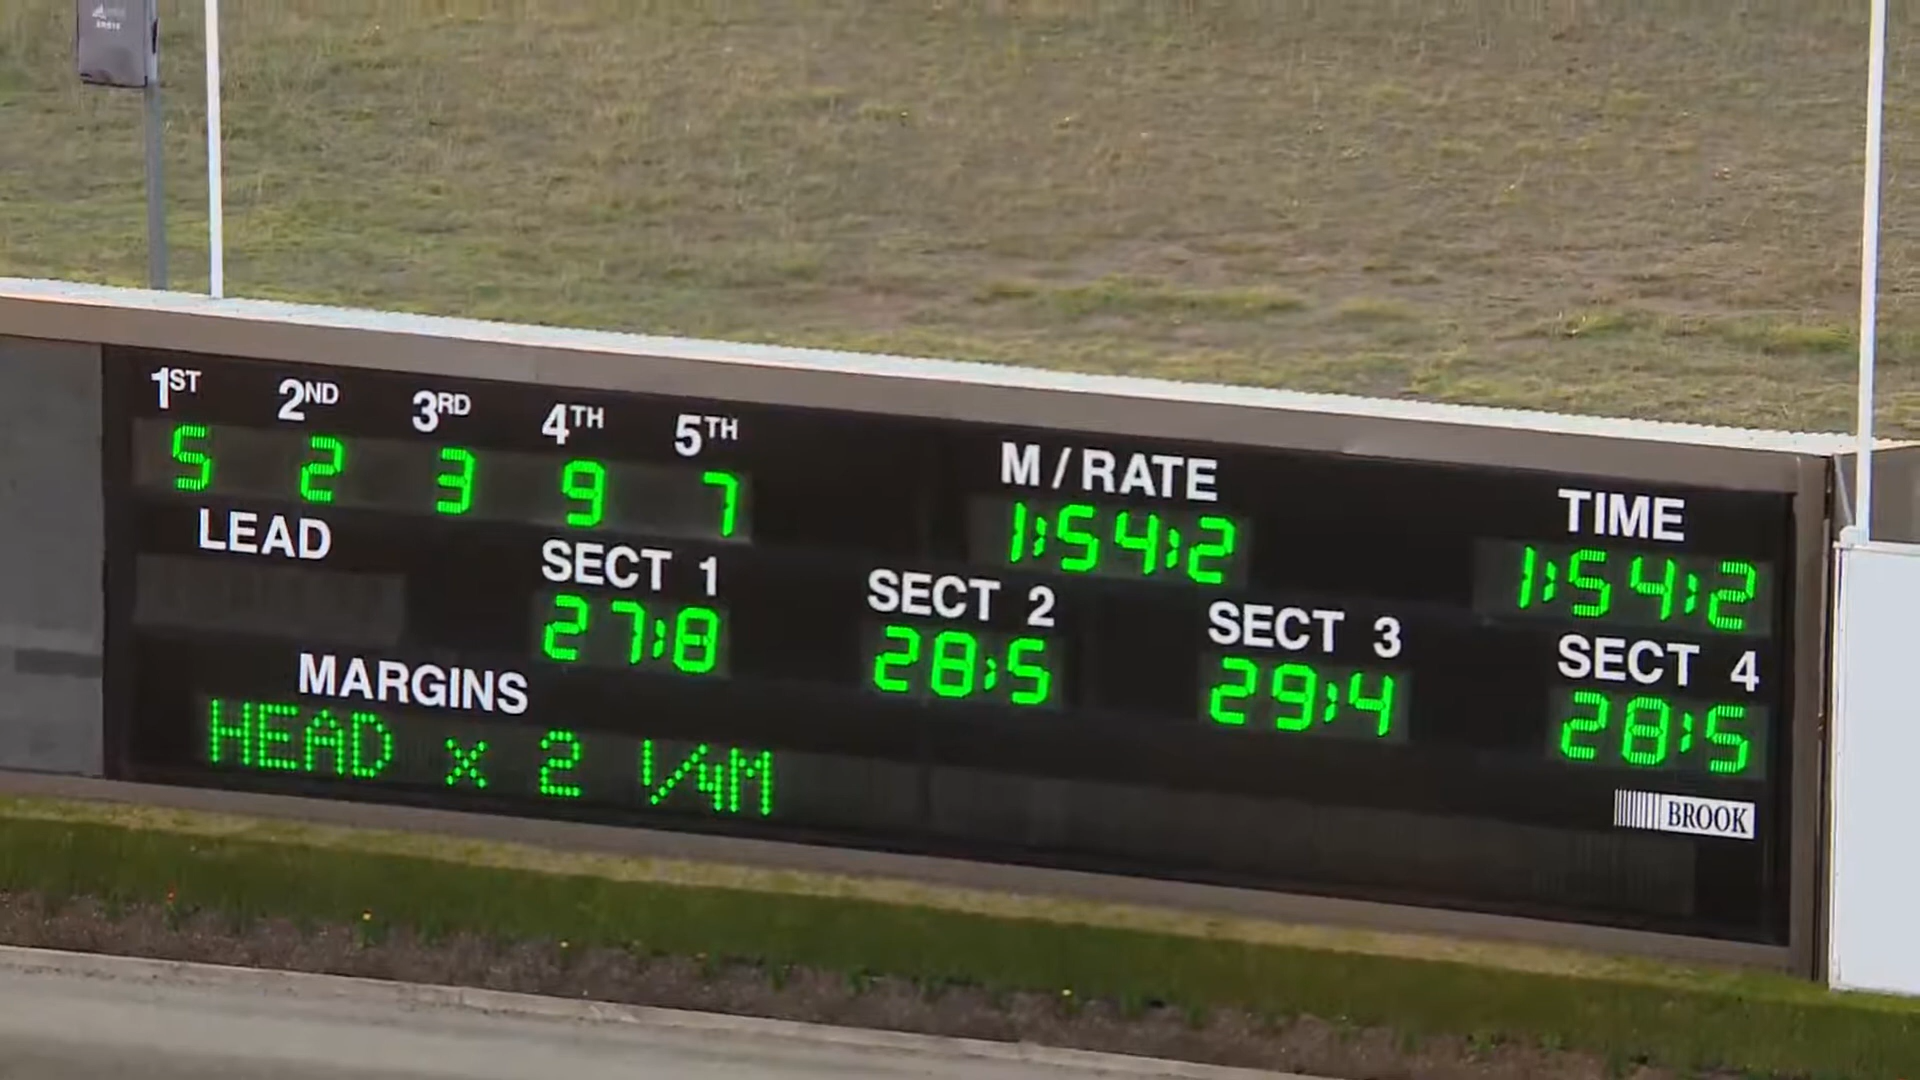 1ST 2ND 3RD 4TH 5TH
5 2 3 9 7
M/RATE
1:54:2
TIME
1:54:2
LEAD
SECT 1
27:8
SECT 2
28:5
SECT 3
29:4
SECT 4
28:5
MARGINS
HEAD x 2 1/4M
BROOK